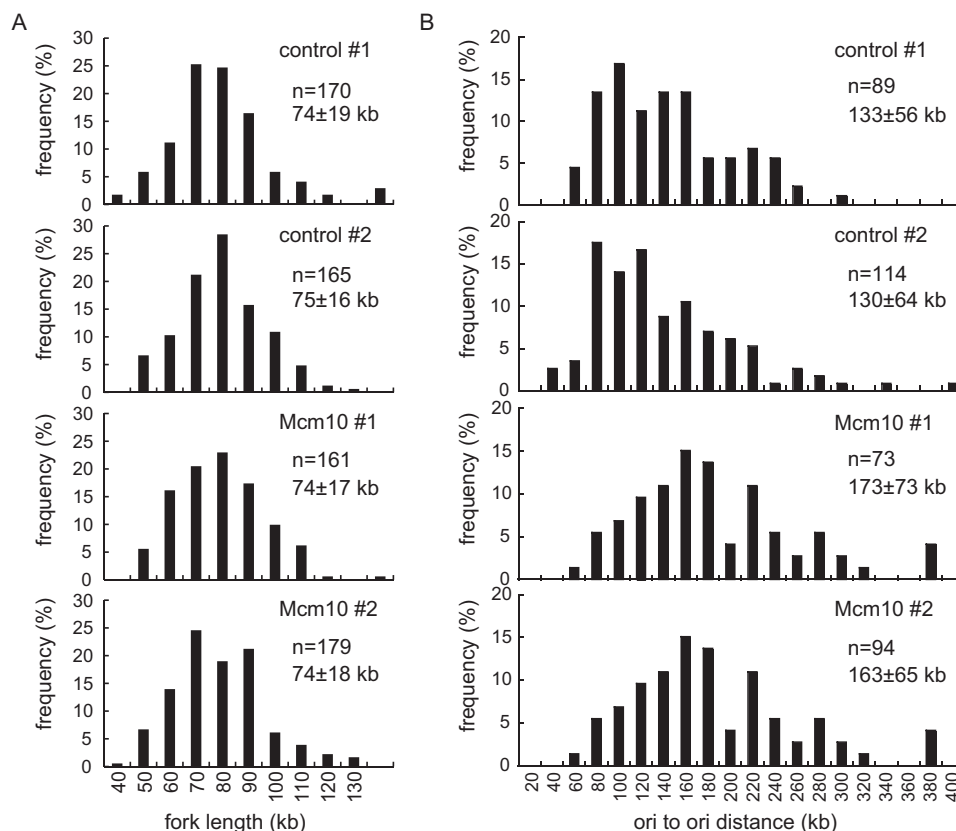 A
30
25
20
15
10
5
0
frequency (%)
control #1
n=170
74±19 kb
30
25
20
15
10
5
0
frequency (%)
control #2
n=165
75±16 kb
30
25
20
15
10
5
0
frequency (%)
Mcm10 #1
n=161
74±17 kb
30
25
20
15
10
5
0
frequency (%)
Mcm10 #2
n=179
74±18 kb
40 50 60 70 80 90 100 110 120 130
fork length (kb)
B
20
15
10
5
0
frequency (%)
control #1
n=89
133±56 kb
20
15
10
5
0
frequency (%)
control #2
n=114
130±64 kb
20
15
10
5
0
frequency (%)
Mcm10 #1
n=73
173±73 kb
20
15
10
5
0
frequency (%)
Mcm10 #2
n=94
163±65 kb
20 40 60 80 100 120 140 160 180 200 220 240 260 280 300 320 340 360 380 400
ori to ori distance (kb)